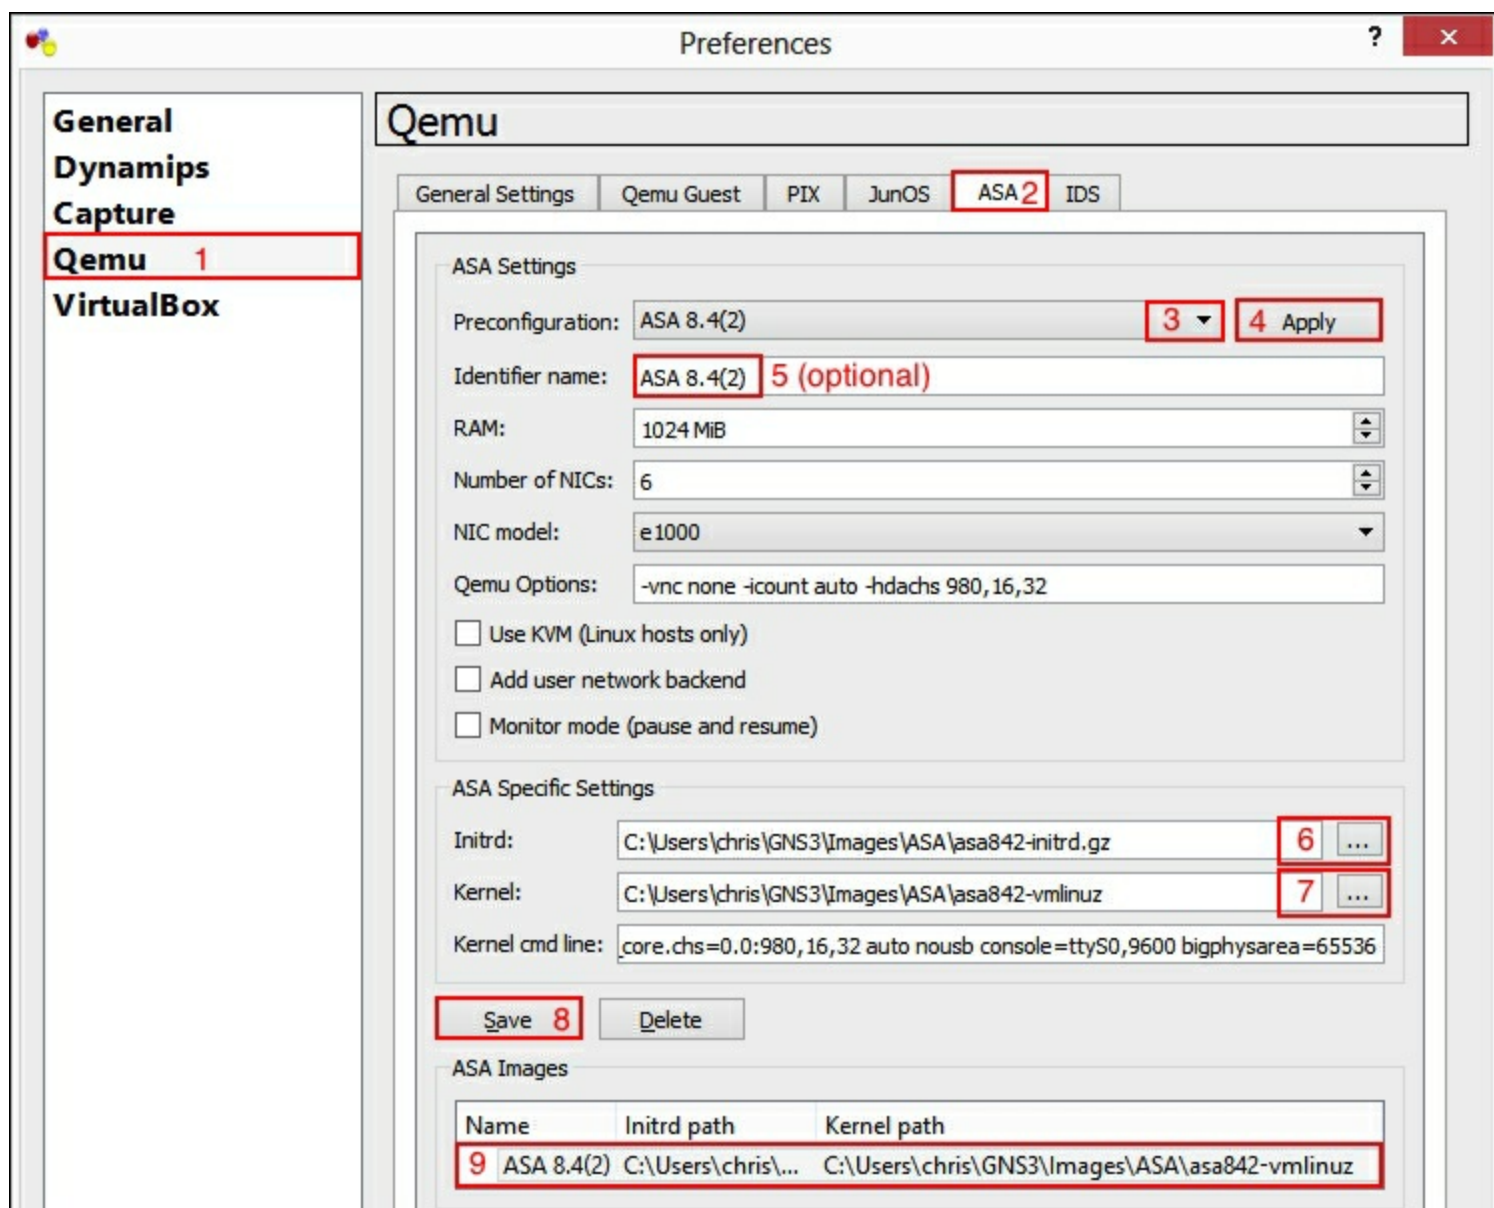 Preferences
?
General
Dynamips
Capture
Qemu 1
VirtualBox
Qemu
General Settings Qemu Guest PIX JunOS ASA 2 IDS
ASA Settings
Preconfiguration: ASA 8.4(2) 3 4 Apply
Identifier name: ASA 8.4(2) 5 (optional)
RAM: 1024 MiB
Number of NICs: 6
NIC model: e1000
Qemu Options: -vnc none -icount auto -hdachs 980,16,32
Use KVM (Linux hosts only)
Add user network backend
Monitor mode (pause and resume)
ASA Specific Settings
Initrd: C:\Users\chris\GNS3\Images\ASA\asa842-initrd.gz 6 ...
Kernel: C:\Users\chris\GNS3\Images\ASA\asa842-vmlinuz 7 ...
Kernel cmd line: _core.chs=0.0:980,16,32 auto nousb console=ttyS0,9600 bigphysarea=65536
Save 8 Delete
ASA Images
Name Initrd path Kernel path
9 ASA 8.4(2) C:\Users\chris\... C:\Users\chris\GNS3\Images\ASA\asa842-vmlinuz